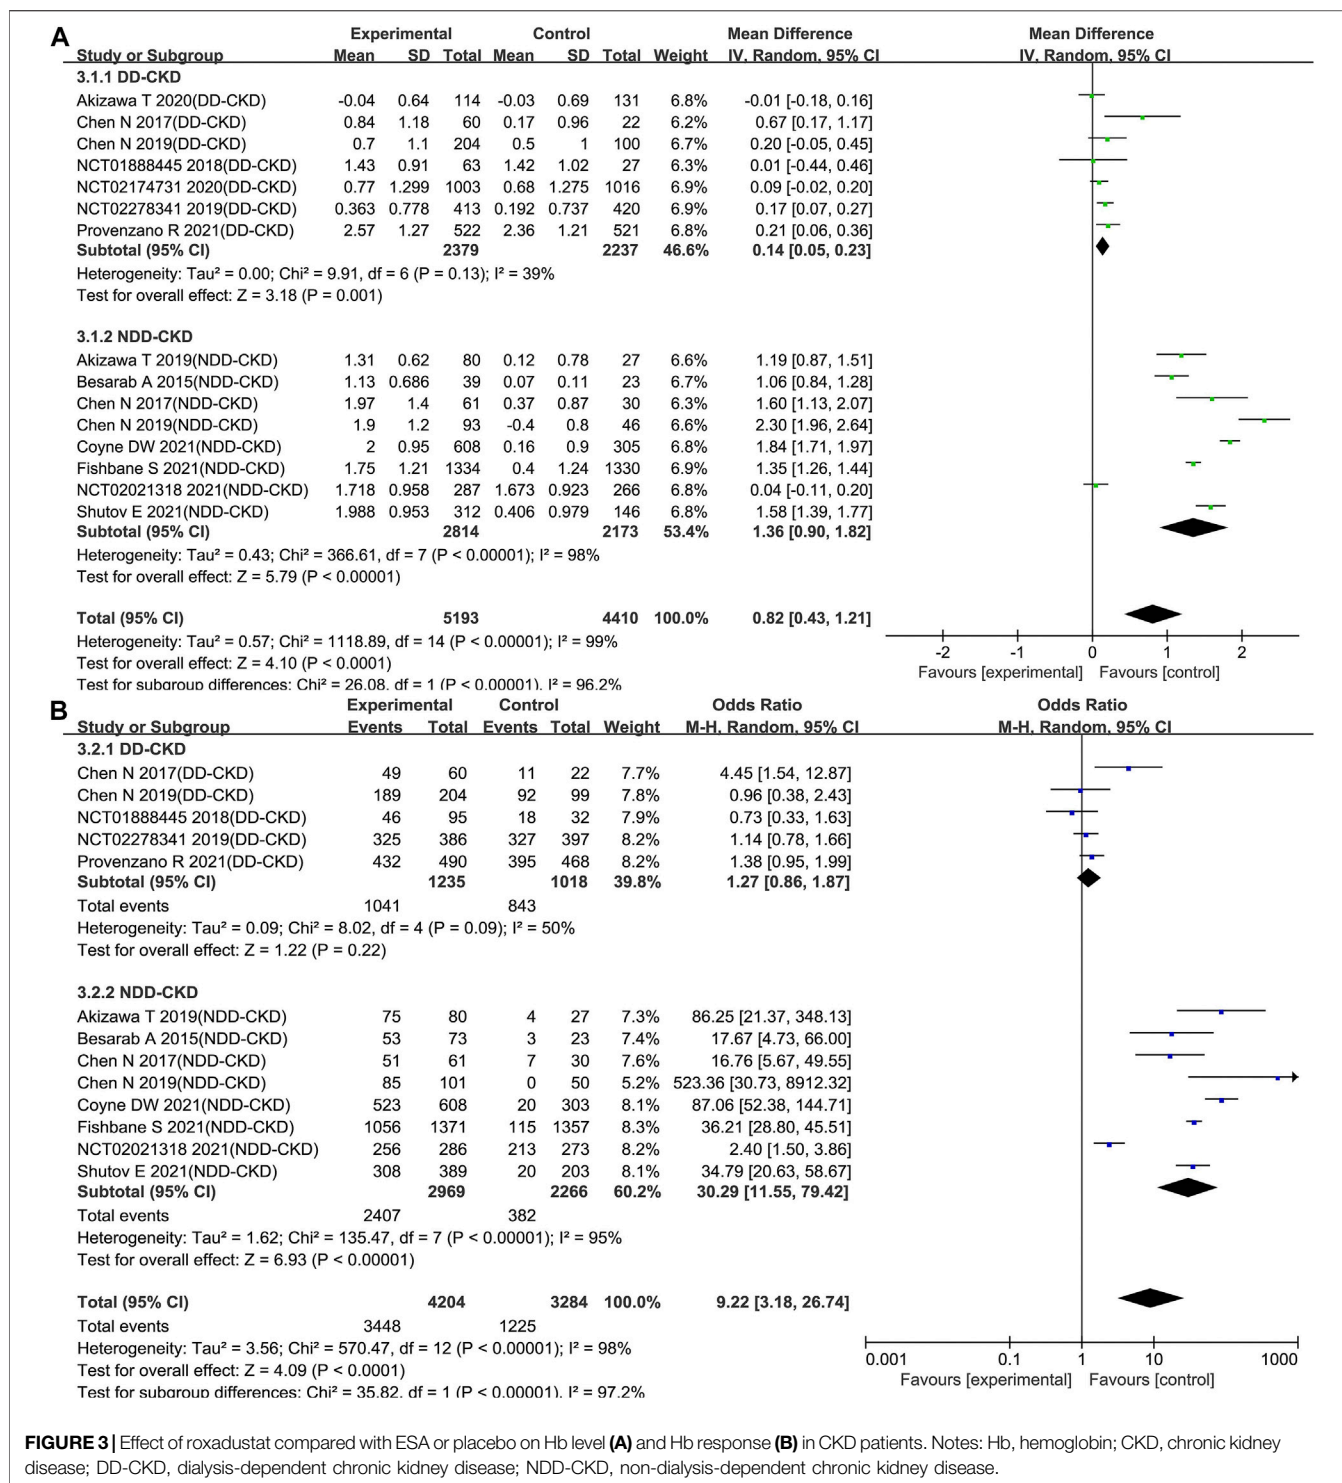 A
Experimental Control Mean Difference Mean Difference
Study or Subgroup Mean SD Total Mean SD Total Weight IV, Random, 95% CI IV, Random, 95% CI
3.1.1 DD-CKD
Akizawa T 2020(DD-CKD) -0.04 0.64 114 -0.03 0.69 131 6.8% -0.01 [-0.18, 0.16]
Chen N 2017(DD-CKD) 0.84 1.18 60 0.17 0.96 22 6.2% 0.67 [0.17, 1.17]
Chen N 2019(DD-CKD) 0.7 1.1 204 0.5 1 100 6.7% 0.20 [-0.05, 0.45]
NCT01888445 2018(DD-CKD) 1.43 0.91 63 1.42 1.02 27 6.3% 0.01 [-0.44, 0.46]
NCT02174731 2020(DD-CKD) 0.77 1.299 1003 0.68 1.275 1016 6.9% 0.09 [-0.02, 0.20]
NCT02278341 2019(DD-CKD) 0.363 0.778 413 0.192 0.737 420 6.9% 0.17 [0.07, 0.27]
Provenzano R 2021(DD-CKD) 2.57 1.27 522 2.36 1.21 521 6.8% 0.21 [0.06, 0.36]
Subtotal (95% CI) 2379 2237 46.6% 0.14 [0.05, 0.23]
Heterogeneity: Tau² = 0.00; Chi² = 9.91, df = 6 (P = 0.13); I² = 39%
Test for overall effect: Z = 3.18 (P = 0.001)
3.1.2 NDD-CKD
Akizawa T 2019(NDD-CKD) 1.31 0.62 80 0.12 0.78 27 6.6% 1.19 [0.87, 1.51]
Besarab A 2015(NDD-CKD) 1.13 0.686 39 0.07 0.11 23 6.7% 1.06 [0.84, 1.28]
Chen N 2017(NDD-CKD) 1.97 1.4 61 0.37 0.87 30 6.3% 1.60 [1.13, 2.07]
Chen N 2019(NDD-CKD) 1.9 1.2 93 -0.4 0.8 46 6.6% 2.30 [1.96, 2.64]
Coyne DW 2021(NDD-CKD) 2 0.95 608 0.16 0.9 305 6.8% 1.84 [1.71, 1.97]
Fishbane S 2021(NDD-CKD) 1.75 1.21 1334 0.4 1.24 1330 6.9% 1.35 [1.26, 1.44]
NCT02021318 2021(NDD-CKD) 1.718 0.958 287 1.673 0.923 266 6.8% 0.04 [-0.11, 0.20]
Shutov E 2021(NDD-CKD) 1.988 0.953 312 0.406 0.979 146 6.8% 1.58 [1.39, 1.77]
Subtotal (95% CI) 2814 2173 53.4% 1.36 [0.90, 1.82]
Heterogeneity: Tau² = 0.43; Chi² = 366.61, df = 7 (P < 0.00001); I² = 98%
Test for overall effect: Z = 5.79 (P < 0.00001)
Total (95% CI) 5193 4410 100.0% 0.82 [0.43, 1.21]
Heterogeneity: Tau² = 0.57; Chi² = 1118.89, df = 14 (P < 0.00001); I² = 99%
-2 -1 0 1 2
Test for overall effect: Z = 4.10 (P < 0.0001)
Favours [experimental] Favours [control]
Test for subgroup differences: Chi² = 26.08, df = 1 (P < 0.00001), I² = 96.2%
B
Experimental Control Odds Ratio Odds Ratio
Study or Subgroup Events Total Events Total Weight M-H, Random, 95% CI M-H, Random, 95% CI
3.2.1 DD-CKD
Chen N 2017(DD-CKD) 49 60 11 22 7.7% 4.45 [1.54, 12.87]
Chen N 2019(DD-CKD) 189 204 92 99 7.8% 0.96 [0.38, 2.43]
NCT01888445 2018(DD-CKD) 46 95 18 32 7.9% 0.73 [0.33, 1.63]
NCT02278341 2019(DD-CKD) 325 386 327 397 8.2% 1.14 [0.78, 1.66]
Provenzano R 2021(DD-CKD) 432 490 395 468 8.2% 1.38 [0.95, 1.99]
Subtotal (95% CI) 1235 1018 39.8% 1.27 [0.86, 1.87]
Total events 1041 843
Heterogeneity: Tau² = 0.09; Chi² = 8.02, df = 4 (P = 0.09); I² = 50%
Test for overall effect: Z = 1.22 (P = 0.22)
3.2.2 NDD-CKD
Akizawa T 2019(NDD-CKD) 75 80 4 27 7.3% 86.25 [21.37, 348.13]
Besarab A 2015(NDD-CKD) 53 73 3 23 7.4% 17.67 [4.73, 66.00]
Chen N 2017(NDD-CKD) 51 61 7 30 7.6% 16.76 [5.67, 49.55]
Chen N 2019(NDD-CKD) 85 101 0 50 5.2% 523.36 [30.73, 8912.32]
Coyne DW 2021(NDD-CKD) 523 608 20 303 8.1% 87.06 [52.38, 144.71]
Fishbane S 2021(NDD-CKD) 1056 1371 115 1357 8.3% 36.21 [28.80, 45.51]
NCT02021318 2021(NDD-CKD) 256 286 213 273 8.2% 2.40 [1.50, 3.86]
Shutov E 2021(NDD-CKD) 308 389 20 203 8.1% 34.79 [20.63, 58.67]
Subtotal (95% CI) 2969 2266 60.2% 30.29 [11.55, 79.42]
Total events 2407 382
Heterogeneity: Tau² = 1.62; Chi² = 135.47, df = 7 (P < 0.00001); I² = 95%
Test for overall effect: Z = 6.93 (P < 0.00001)
Total (95% CI) 4204 3284 100.0% 9.22 [3.18, 26.74]
Total events 3448 1225
Heterogeneity: Tau² = 3.56; Chi² = 570.47, df = 12 (P < 0.00001); I² = 98%
0.001 0.1 1 10 1000
Test for overall effect: Z = 4.09 (P < 0.0001)
Favours [experimental] Favours [control]
Test for subgroup differences: Chi² = 35.82, df = 1 (P < 0.00001), I² = 97.2%
FIGURE 3 | Effect of roxadustat compared with ESA or placebo on Hb level (A) and Hb response (B) in CKD patients. Notes: Hb, hemoglobin; CKD, chronic kidney
disease; DD-CKD, dialysis-dependent chronic kidney disease; NDD-CKD, non-dialysis-dependent chronic kidney disease.